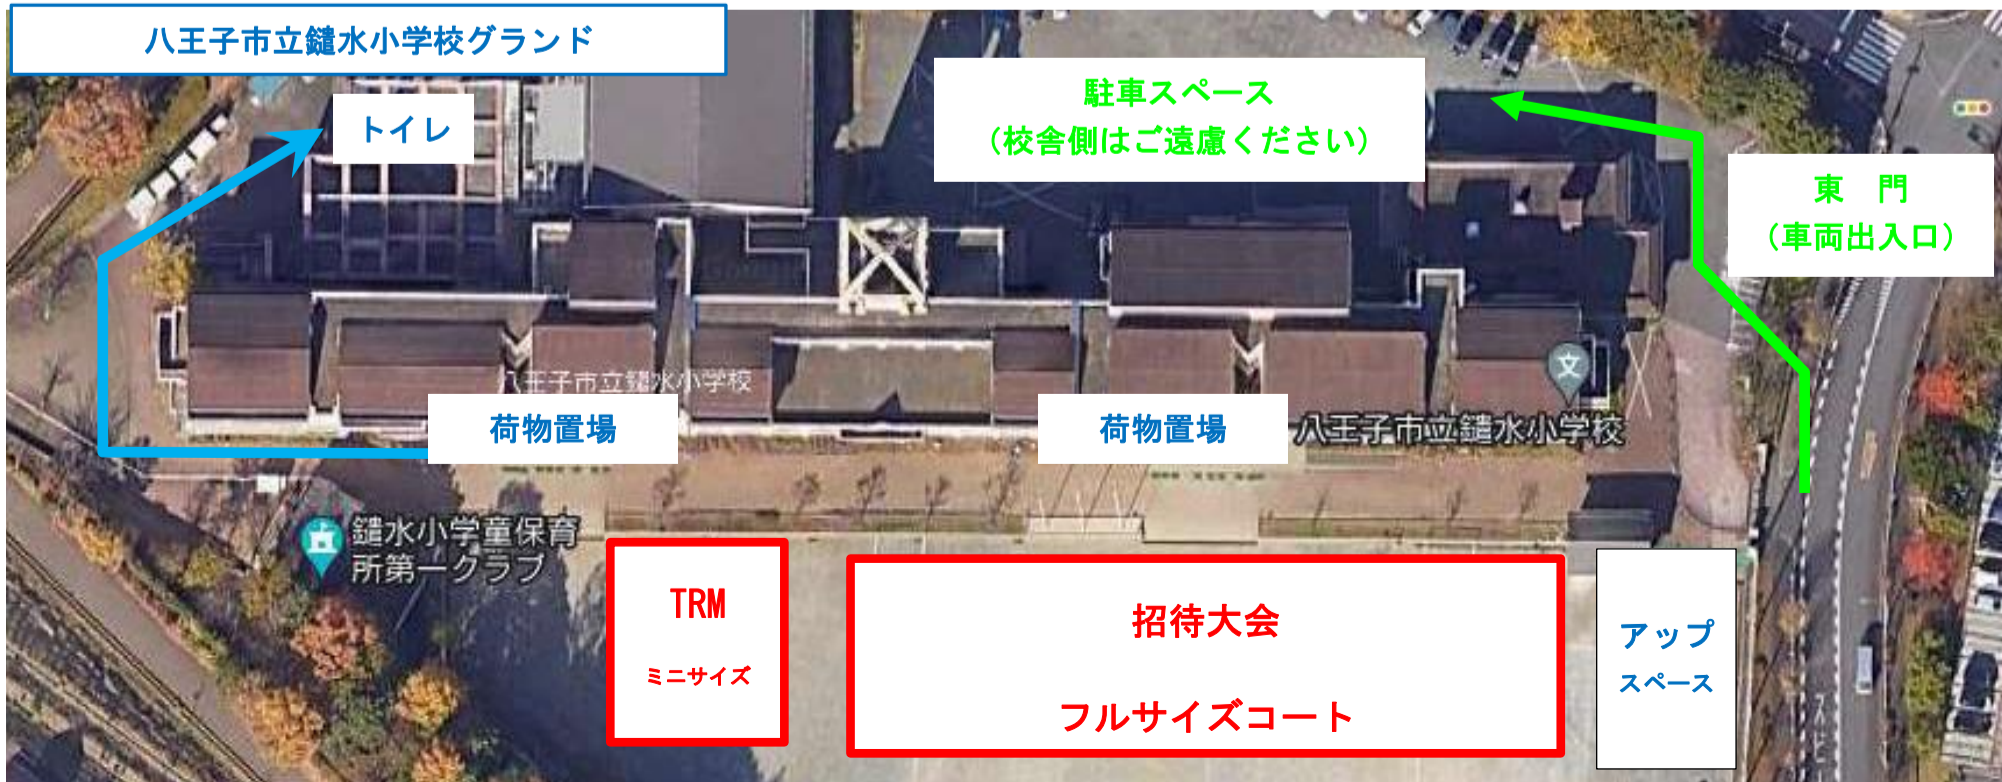 八王子市立鑓水小学校グランド
トイレ
駐車スペース
(校舎側はご遠慮ください)
東 門
(車両出入口)
八王子市立鑓水小学校
荷物置場
荷物置場
八王子市立鑓水小学校
鑓水小学童保育
所第一クラブ
TRM
ミニサイズ
招待大会
フルサイズコート
アップ
スペース
文